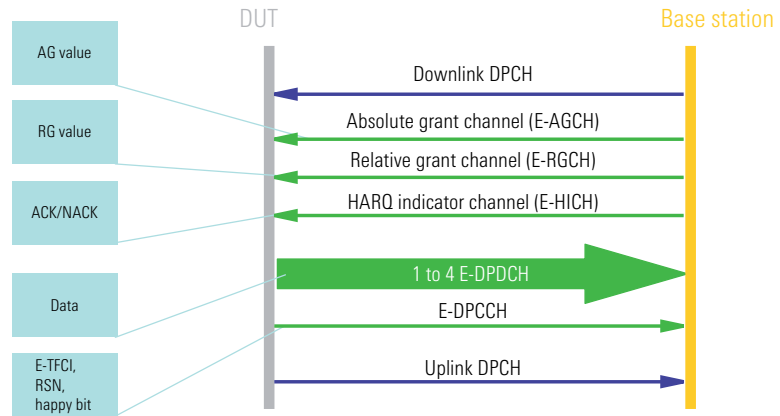 DUT
Base station
AG value
Downlink DPCH
Absolute grant channel (E-AGCH)
RG value
Relative grant channel (E-RGCH)
ACK/NACK
HARQ indicator channel (E-HICH)
1 to 4 E-DPDCH
Data
E-DPCCH
E-TFCI,
RSN,
happy bit
Uplink DPCH